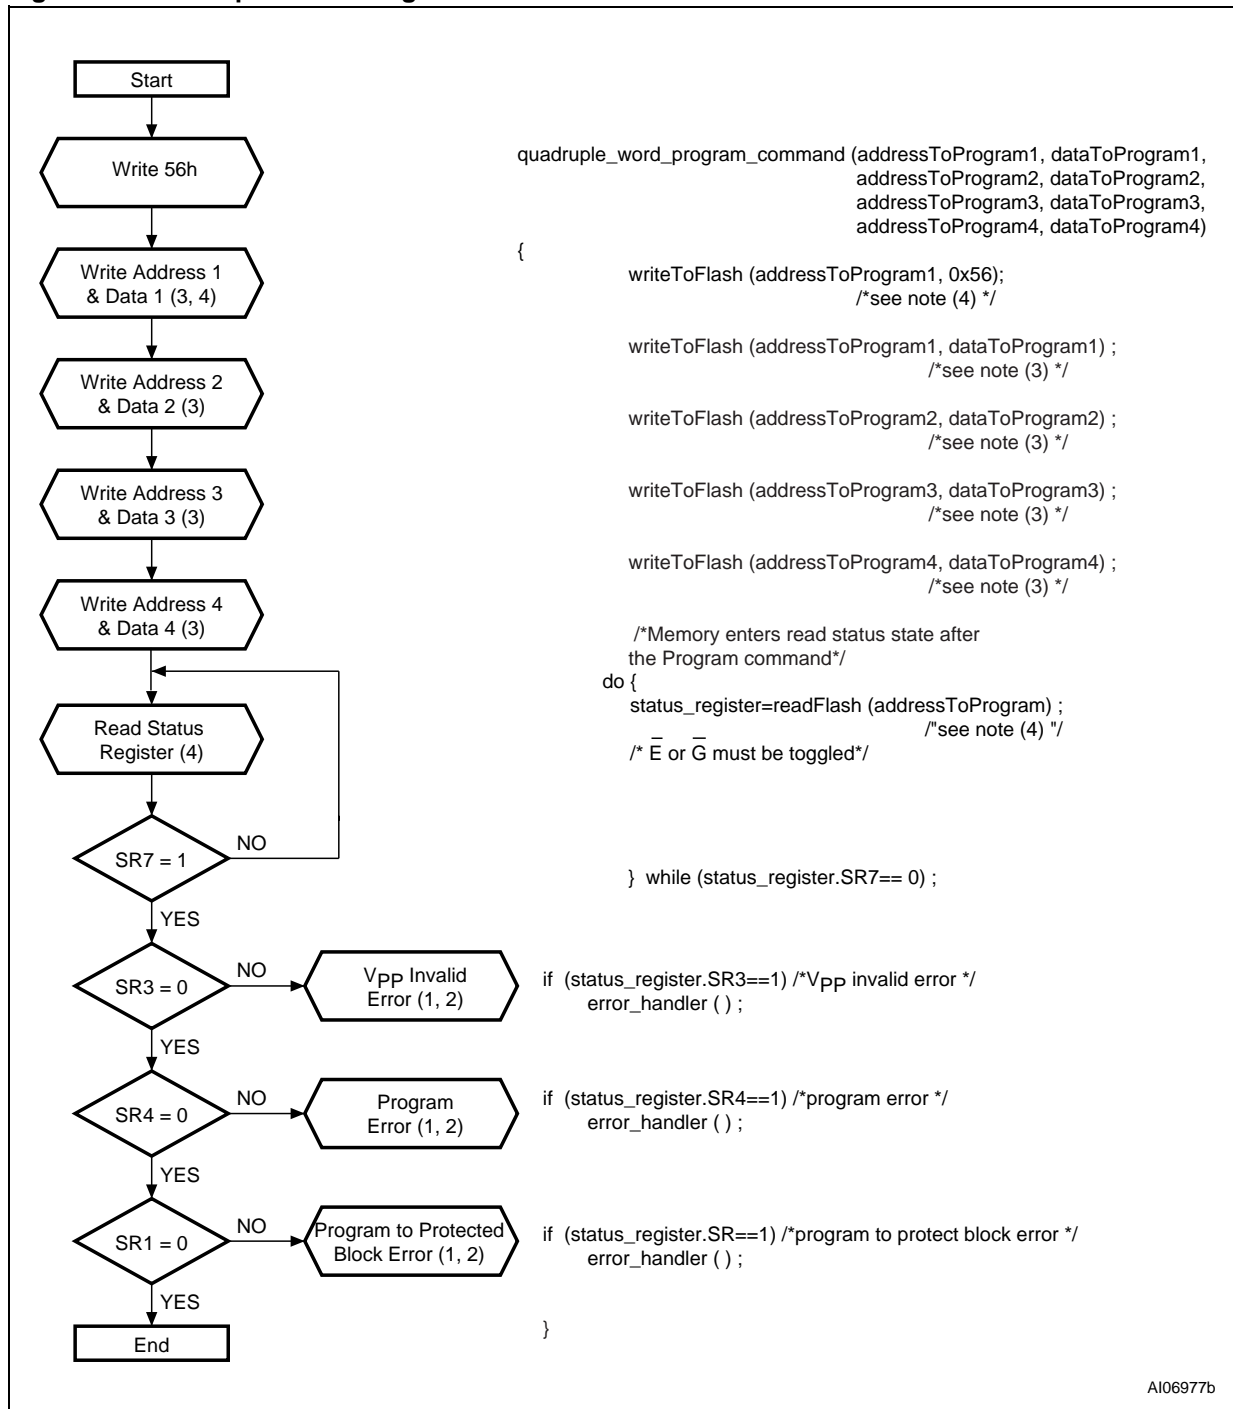 Start
Write 56h
Write Address 1
& Data 1 (3, 4)
Write Address 2
& Data 2 (3)
Write Address 3
& Data 3 (3)
Write Address 4
& Data 4 (3)
Read Status
Register (4)
SR7 = 1
NO
YES
SR3 = 0
NO
VPP Invalid
Error (1, 2)
YES
SR4 = 0
NO
Program
Error (1, 2)
YES
SR1 = 0
NO
Program to Protected
Block Error (1, 2)
YES
End
quadruple_word_program_command (addressToProgram1, dataToProgram1,
addressToProgram2, dataToProgram2,
addressToProgram3, dataToProgram3,
addressToProgram4, dataToProgram4)
{
writeToFlash (addressToProgram1, 0x56);
/*see note (4) */
writeToFlash (addressToProgram1, dataToProgram1) ;
/*see note (3) */
writeToFlash (addressToProgram2, dataToProgram2) ;
/*see note (3) */
writeToFlash (addressToProgram3, dataToProgram3) ;
/*see note (3) */
writeToFlash (addressToProgram4, dataToProgram4) ;
/*see note (3) */
/*Memory enters read status state after
the Program command*/
do {
status_register=readFlash (addressToProgram) ;
/"see note (4) "/
/* E̅ or G̅ must be toggled*/
} while (status_register.SR7== 0) ;
if (status_register.SR3==1) /*VPP invalid error */
error_handler ( ) ;
if (status_register.SR4==1) /*program error */
error_handler ( ) ;
if (status_register.SR==1) /*program to protect block error */
error_handler ( ) ;
}
AI06977b